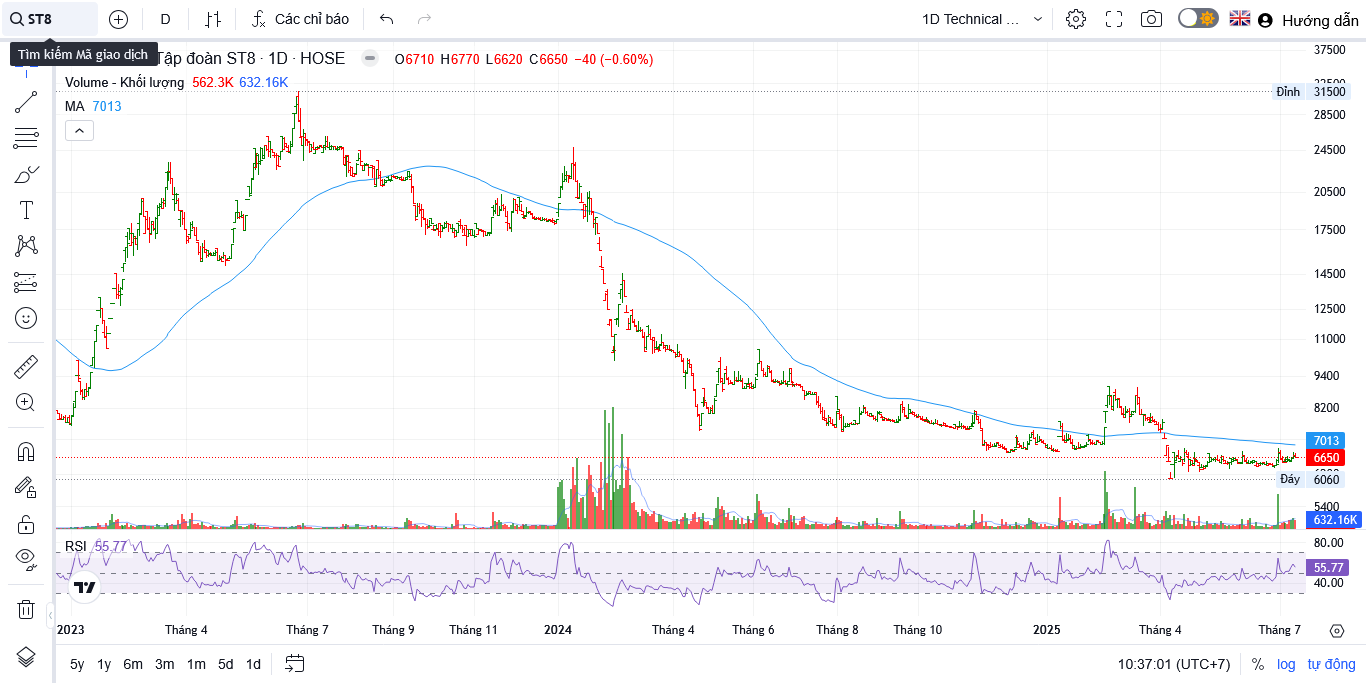 ST8
D
Các chỉ báo
1D Technical ...
Hướng dẫn
Tìm kiếm Mã giao dịch
Tập đoàn ST8 · 1D · HOSE
O6710 H6770 L6620 C6650 −40 (−0.60%)
Volume - Khối lượng 562.3K 632.16K
MA 7013
37500
Đỉnh 31500
28500
24500
20500
17500
14500
12500
11000
9400
8200
7013
6650
Đáy 6060
5400
632.16K
RSI 55.77
80.00
55.77
40.00
2023 Tháng 4 Tháng 7 Tháng 9 Tháng 11 2024 Tháng 4 Tháng 6 Tháng 8 Tháng 10 2025 Tháng 4 Tháng 7
5y 1y 6m 3m 1m 5d 1d
10:37:01 (UTC+7) % log tự động